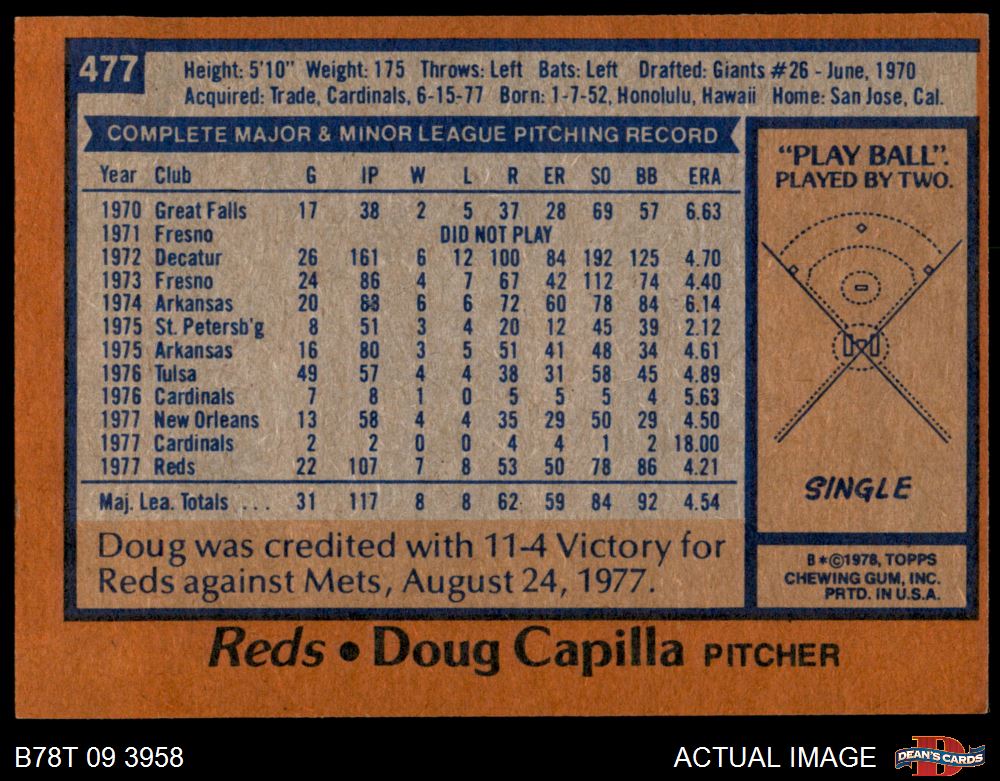 477
Height: 5'10" Weight: 175 Throws: Left Bats: Left Drafted: Giants #26 - June, 1970
Acquired: Trade, Cardinals, 6-15-77 Born: 1-7-52, Honolulu, Hawaii Home: San Jose, Cal.
COMPLETE MAJOR & MINOR LEAGUE PITCHING RECORD
Year Club G IP W L R ER SO BB ERA
1970 Great Falls 17 38 2 5 37 28 69 57 6.63
1971 Fresno DID NOT PLAY
1972 Decatur 26 161 6 12 100 84 192 125 4.70
1973 Fresno 24 86 4 7 67 42 112 74 4.40
1974 Arkansas 20 88 6 6 72 60 78 84 6.14
1975 St. Petersb'g 8 51 3 4 20 12 45 39 2.12
1975 Arkansas 16 80 3 5 51 41 48 34 4.61
1976 Tulsa 49 57 4 4 38 31 58 45 4.89
1976 Cardinals 7 8 1 0 5 5 5 4 5.63
1977 New Orleans 13 58 4 4 35 29 50 29 4.50
1977 Cardinals 2 2 0 0 4 4 1 2 18.00
1977 Reds 22 107 7 8 53 50 78 86 4.21
Maj. Lea. Totals ... 31 117 8 8 62 59 84 92 4.54
Doug was credited with 11-4 Victory for
Reds against Mets, August 24, 1977.
"PLAY BALL".
PLAYED BY TWO.
SINGLE
B*©1978, TOPPS
CHEWING GUM, INC.
PRTD. IN U.S.A.
Reds • Doug Capilla PITCHER
B78T 09 3958
ACTUAL IMAGE
D
DEAN'S CARDS